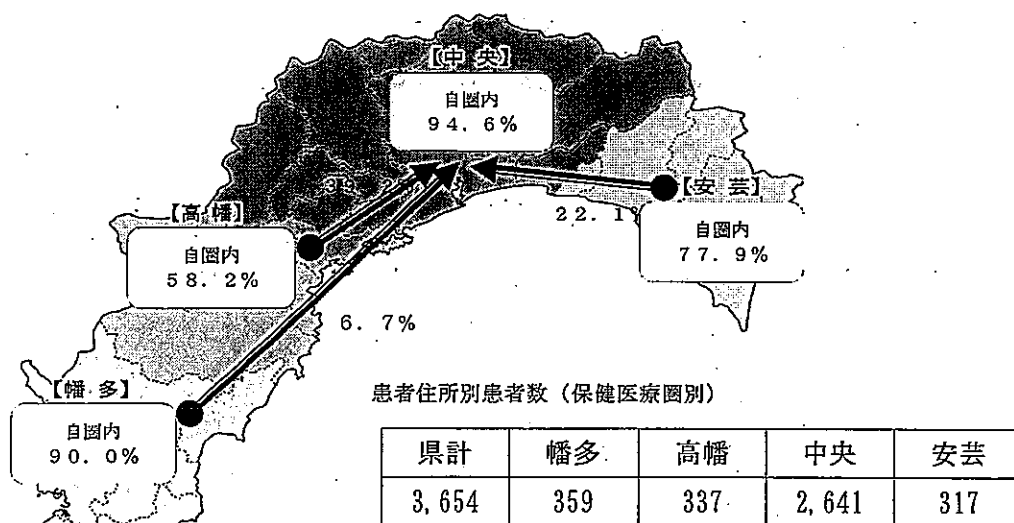 【中 央】
自圏内
94.6%
【安 芸】
22.1%
自圏内
77.9%
【高 幡】
自圏内
58.2%
6.7%
【幡 多】
自圏内
90.0%
患者住所別患者数(保健医療圏別)
県計 幡多 高幡 中央 安芸
3,654 359 337 2,641 317